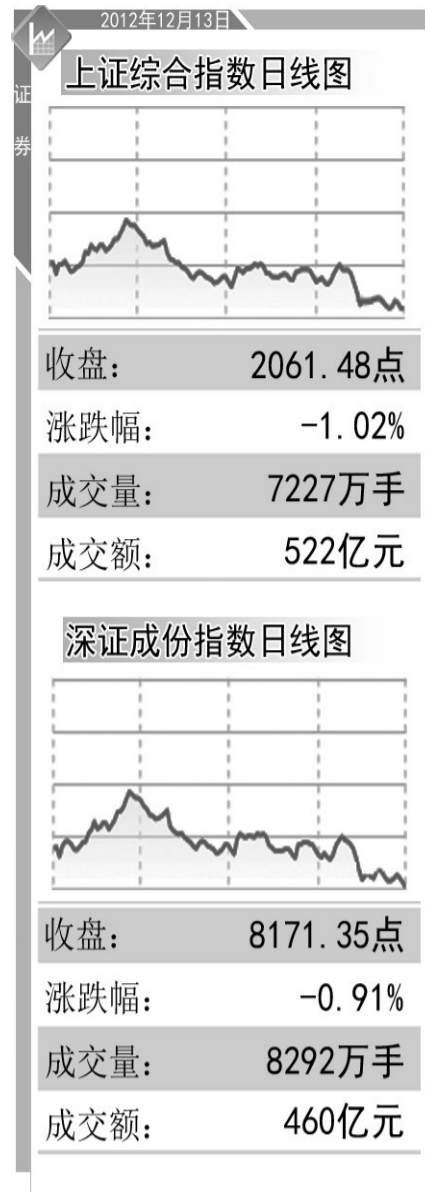 2012年12月13日
证
券
上证综合指数日线图
收盘： 2061.48点
涨跌幅： -1.02%
成交量： 7227万手
成交额： 522亿元
深证成份指数日线图
收盘： 8171.35点
涨跌幅： -0.91%
成交量： 8292万手
成交额： 460亿元